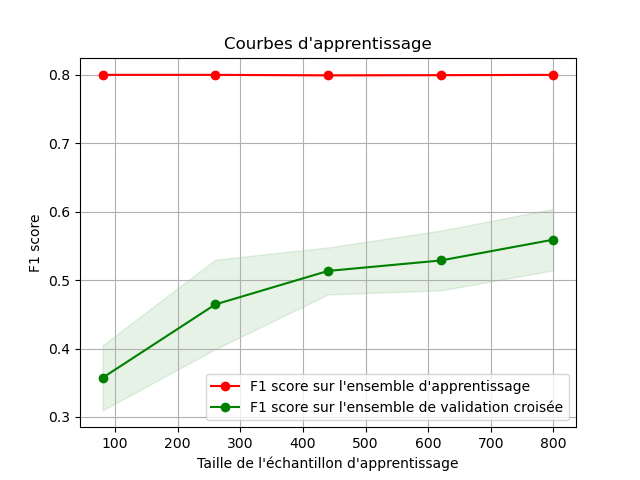 Courbes d'apprentissage
0.8
0.7
0.6
0.5
0.4
0.3
F1 score
F1 score sur l'ensemble d'apprentissage
F1 score sur l'ensemble de validation croisée
100 200 300 400 500 600 700 800
Taille de l'échantillon d'apprentissage